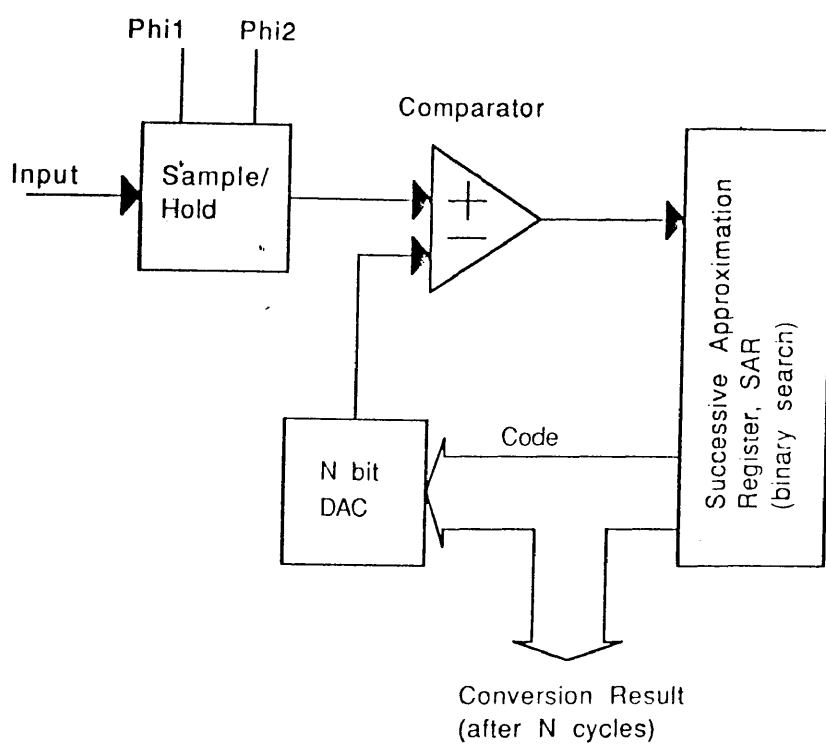 Phi1 Phi2
Comparator
Input
Sample/
Hold
+
−
Successive Approximation
Register, SAR
(binary search)
Code
N bit
DAC
Conversion Result
(after N cycles)